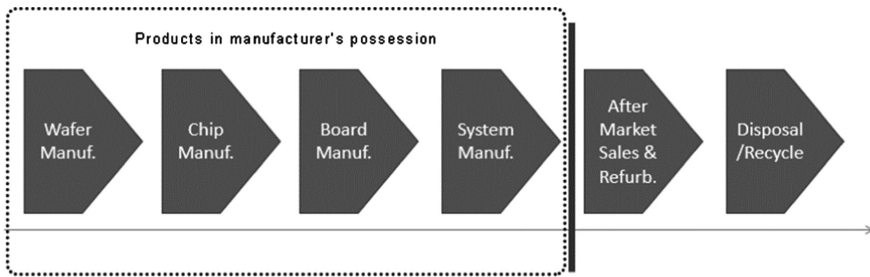 Products in manufacturer's possession
Wafer
Manuf.
Chip
Manuf.
Board
Manuf.
System
Manuf.
After
Market
Sales &
Refurb.
Disposal
/Recycle